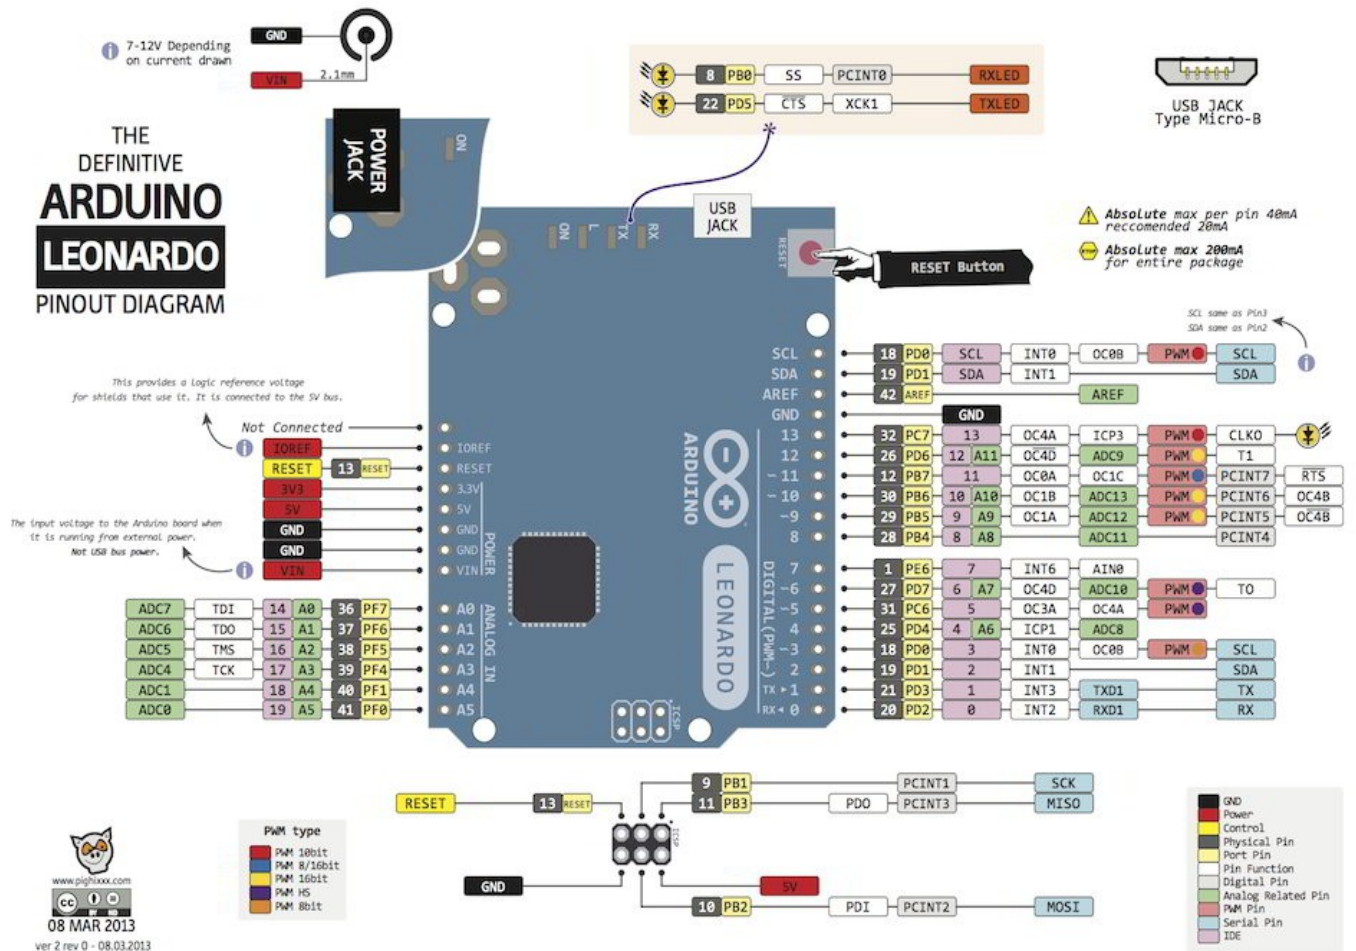 7-12V Depending
on current drawn
GND
VIN
2.1mm
8 PB0 SS PCINT0 RXLED
22 PD5 CTS XCK1 TXLED
USB JACK
Type Micro-B
THE
DEFINITIVE
ARDUINO
LEONARDO
PINOUT DIAGRAM
POWER
JACK
ON
ON L TX RX
USB
JACK
RESET
RESET Button
Absolute max per pin 40mA
reccomended 20mA
STOP
Absolute max 200mA
for entire package
SCL same as Pin3
SDA same as Pin2
This provides a logic reference voltage
for shields that use it. It is connected to the 5V bus.
Not Connected
IOREF
RESET 13 RESET
3V3
5V
GND
GND
VIN
The input voltage to the Arduino board when
it is running from external power.
Not USB bus power.
ADC7 TDI 14 A0 36 PF7
ADC6 TDO 15 A1 37 PF6
ADC5 TMS 16 A2 38 PF5
ADC4 TCK 17 A3 39 PF4
ADC1 18 A4 40 PF1
ADC0 19 A5 41 PF0
IOREF
RESET
3.3V
5V
GND
GND
VIN
POWER
A0
A1
A2
A3
A4
A5
ANALOG IN
ARDUINO
LEONARDO
ICSP
DIGITAL (PWM~)
SCL
SDA
AREF
GND
13
12
~11
~10
~9
8
7
~6
~5
4
~3
2
TX ▸ 1
RX ◂ 0
18 PD0 SCL INT0 OC0B PWM SCL
19 PD1 SDA INT1 SDA
42 AREF AREF
GND
32 PC7 13 OC4A ICP3 PWM CLKO
26 PD6 12 A11 OC4D ADC9 PWM T1
12 PB7 11 OC0A OC1C PWM PCINT7 RTS
30 PB6 10 A10 OC1B ADC13 PWM PCINT6 OC4B
29 PB5 9 A9 OC1A ADC12 PWM PCINT5 OC4B
28 PB4 8 A8 ADC11 PCINT4
1 PE6 7 INT6 AIN0
27 PD7 6 A7 OC4D ADC10 PWM TO
31 PC6 5 OC3A OC4A PWM
25 PD4 4 A6 ICP1 ADC8
18 PD0 3 INT0 OC0B PWM SCL
19 PD1 2 INT1 SDA
21 PD3 1 INT3 TXD1 TX
20 PD2 0 INT2 RXD1 RX
9 PB1 PCINT1 SCK
RESET 13 RESET
11 PB3 PDO PCINT3 MISO
ICSP
GND
5V
10 PB2 PDI PCINT2 MOSI
www.pighixxx.com
cc BY ND
08 MAR 2013
ver 2 rev 0 - 08.03.2013
PWM type
PWM 10bit
PWM 8/16bit
PWM 16bit
PWM HS
PWM 8bit
GND
Power
Control
Physical Pin
Port Pin
Pin Function
Digital Pin
Analog Related Pin
PWM Pin
Serial Pin
IDE